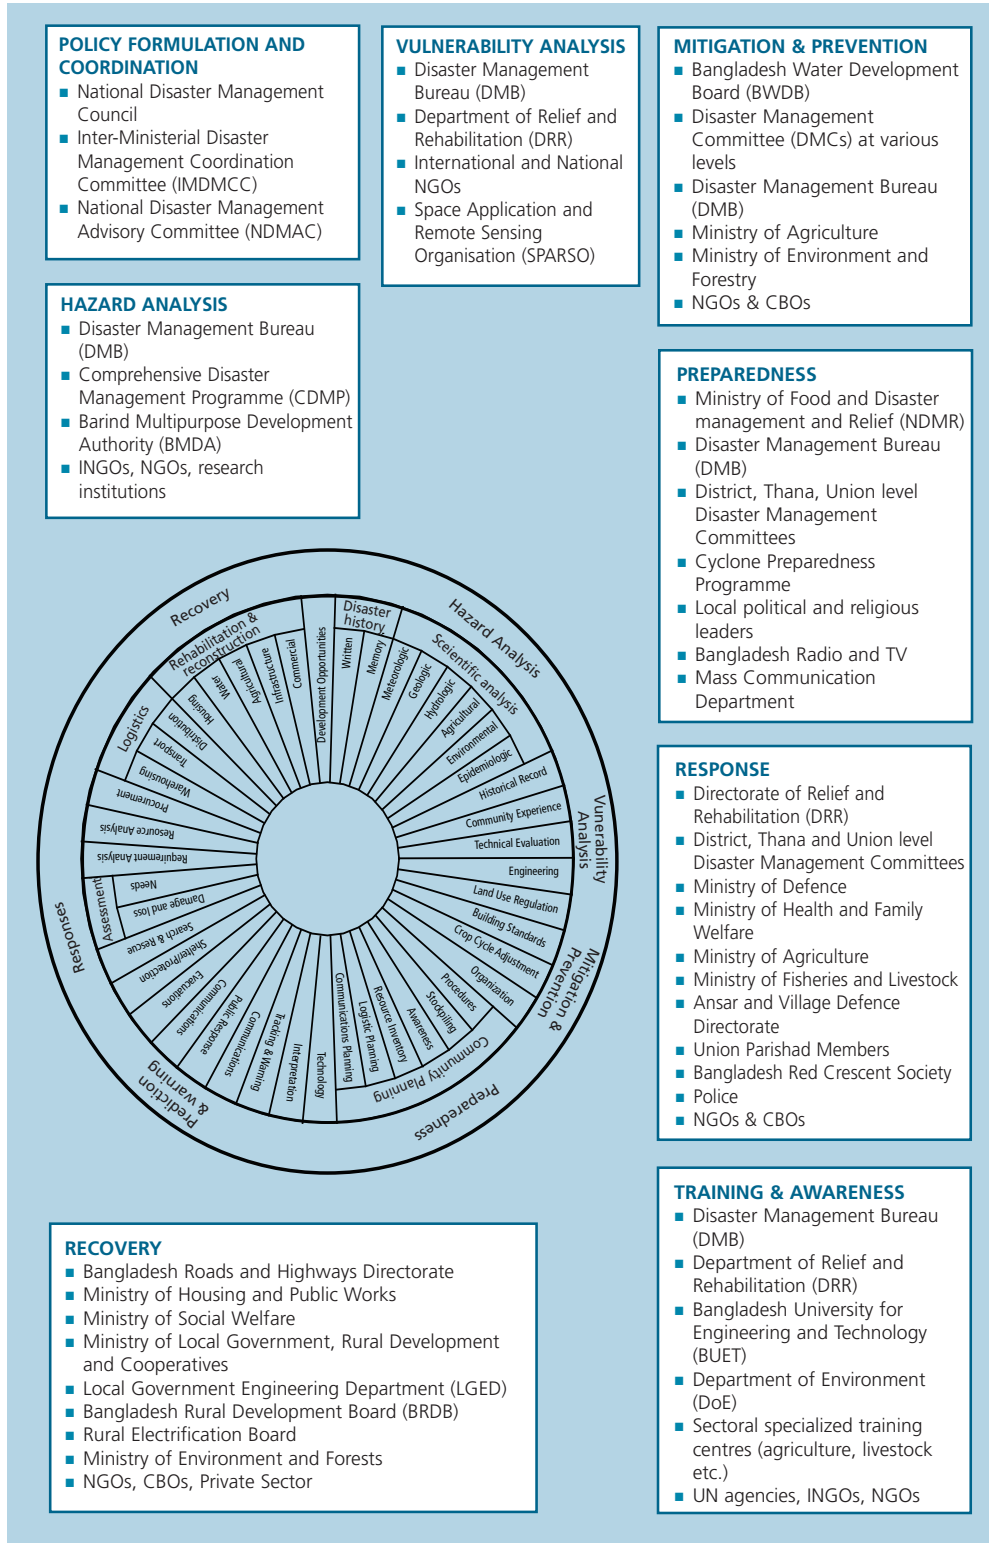 POLICY FORMULATION AND
COORDINATION
■ National Disaster Management
Council
■ Inter-Ministerial Disaster
Management Coordination
Committee (IMDMCC)
■ National Disaster Management
Advisory Committee (NDMAC)
VULNERABILITY ANALYSIS
■ Disaster Management
Bureau (DMB)
■ Department of Relief and
Rehabilitation (DRR)
■ International and National
NGOs
■ Space Application and
Remote Sensing
Organisation (SPARSO)
MITIGATION & PREVENTION
■ Bangladesh Water Development
Board (BWDB)
■ Disaster Management
Committee (DMCs) at various
levels
■ Disaster Management Bureau
(DMB)
■ Ministry of Agriculture
■ Ministry of Environment and
Forestry
■ NGOs & CBOs
HAZARD ANALYSIS
■ Disaster Management Bureau
(DMB)
■ Comprehensive Disaster
Management Programme (CDMP)
■ Barind Multipurpose Development
Authority (BMDA)
■ INGOs, NGOs, research
institutions
PREPAREDNESS
■ Ministry of Food and Disaster
management and Relief (NDMR)
■ Disaster Management Bureau
(DMB)
■ District, Thana, Union level
Disaster Management
Committees
■ Cyclone Preparedness
Programme
■ Local political and religious
leaders
■ Bangladesh Radio and TV
■ Mass Communication
Department
Hazard Analysis
Disaster
history
Written
Memory
Sceientific analysis
Meteorologic
Geologic
Hydrologic
Agricultural
Environmental
Epidemiologic
Vunerability
Analysis
Historical Record
Community Experience
Technical Evaluation
Mitigation &
Prevention
Engineering
Land Use Regulation
Building Standards
Crop Cycle Adjustment
Preparedness
Community Planning
Organization
Procedures
Stockpiling
Awareness
Resource Inventory
Logistic Planning
Communications Planning
Prediction
& warning
Technology
Interpretation
Tracking & Warning
Communications
Public Response
Responses
Communications
Evacuations
Shelter/Protection
Search & Rescue
Assessment
Damage and loss
Needs
Requirement Analysis
Resource Analysis
Procurement
Logistics
Warehousing
Transport
Distribution
Recovery
Rehabilitation &
reconstruction
Housing
Water
Agricultural
Infrastructure
Commercial
Development Opportunities
RESPONSE
■ Directorate of Relief and
Rehabilitation (DRR)
■ District, Thana and Union level
Disaster Management Committees
■ Ministry of Defence
■ Ministry of Health and Family
Welfare
■ Ministry of Agriculture
■ Ministry of Fisheries and Livestock
■ Ansar and Village Defence
Directorate
■ Union Parishad Members
■ Bangladesh Red Crescent Society
■ Police
■ NGOs & CBOs
RECOVERY
■ Bangladesh Roads and Highways Directorate
■ Ministry of Housing and Public Works
■ Ministry of Social Welfare
■ Ministry of Local Government, Rural Development
and Cooperatives
■ Local Government Engineering Department (LGED)
■ Bangladesh Rural Development Board (BRDB)
■ Rural Electrification Board
■ Ministry of Environment and Forests
■ NGOs, CBOs, Private Sector
TRAINING & AWARENESS
■ Disaster Management Bureau
(DMB)
■ Department of Relief and
Rehabilitation (DRR)
■ Bangladesh University for
Engineering and Technology
(BUET)
■ Department of Environment
(DoE)
■ Sectoral specialized training
centres (agriculture, livestock
etc.)
■ UN agencies, INGOs, NGOs